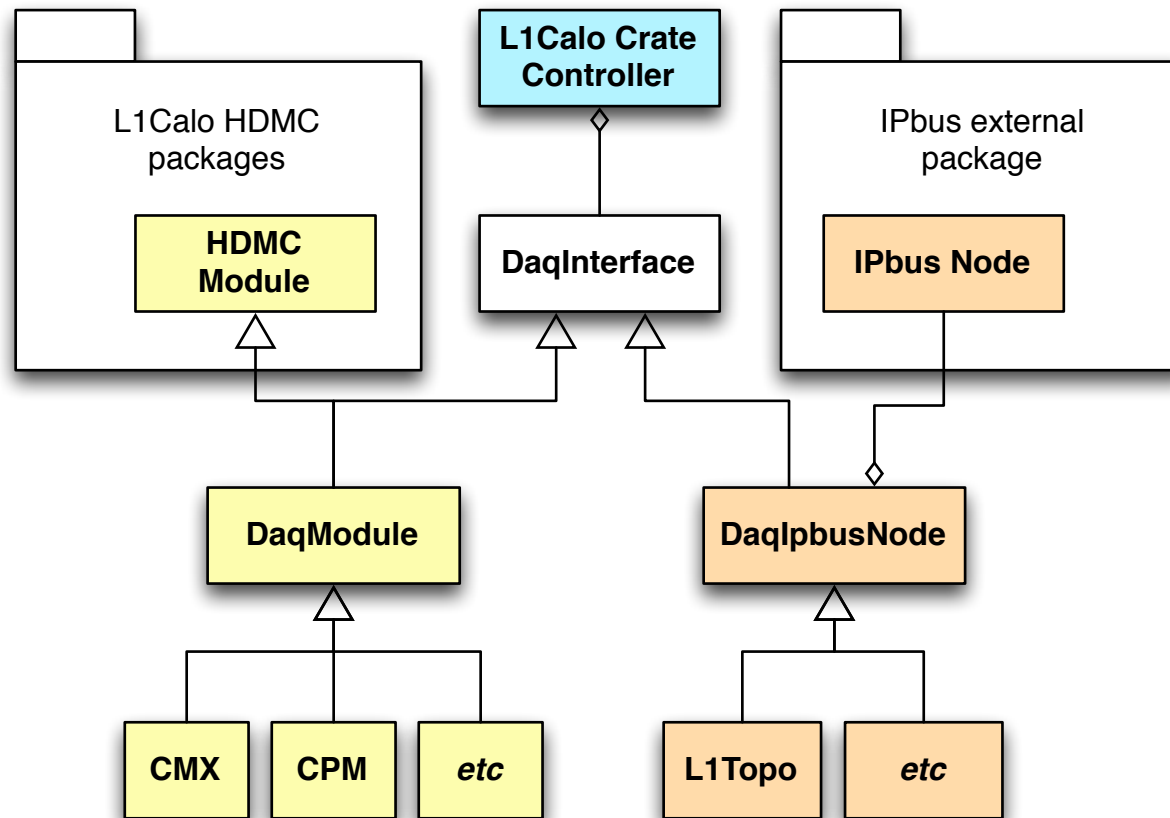 L1Calo Crate
Controller
L1Calo HDMC
packages
IPbus external
package
HDMC
Module
DaqInterface
IPbus Node
DaqModule
DaqIpbusNode
CMX
CPM
etc
L1Topo
etc